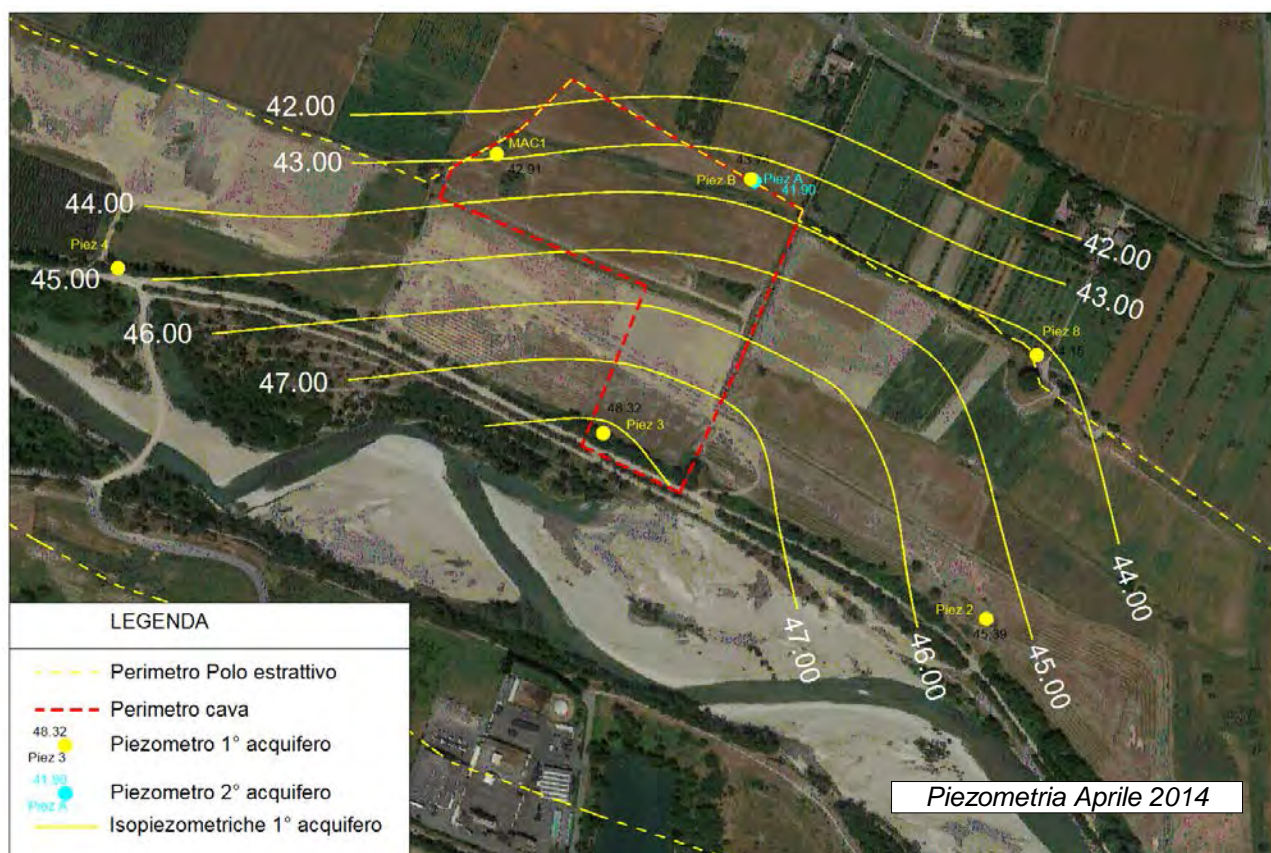 42.00
43.00
MAC1
42.91
Piez B
Piez A
41.90
44.00
Piez 4
45.00
42.00
43.00
Piez 8
46.00
47.00
48.32
Piez 3
44.00
Piez 2
45.39
47.00
46.00
45.00
LEGENDA
Perimetro Polo estrattivo
Perimetro cava
48.32
Piez 3
Piezometro 1° acquifero
41.90
Piez A
Piezometro 2° acquifero
Isopiezometriche 1° acquifero
Piezometria Aprile 2014